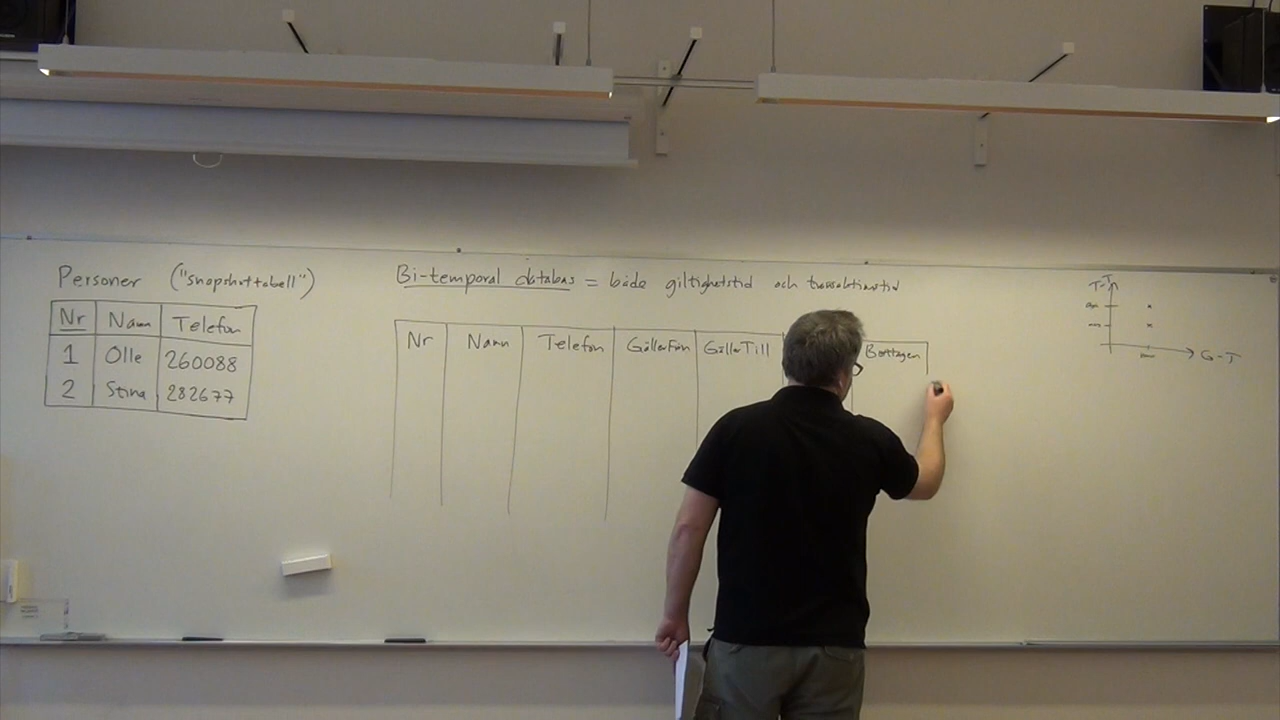 Personer ("snapshottabell")
Nr Namn Telefon
1 Olle 260088
2 Stina 282677
Bi-temporal databas = både giltighetstid och transaktionstid
Nr Namn Telefon GällerFrån GällerTill Borttagen
T-T
G-T